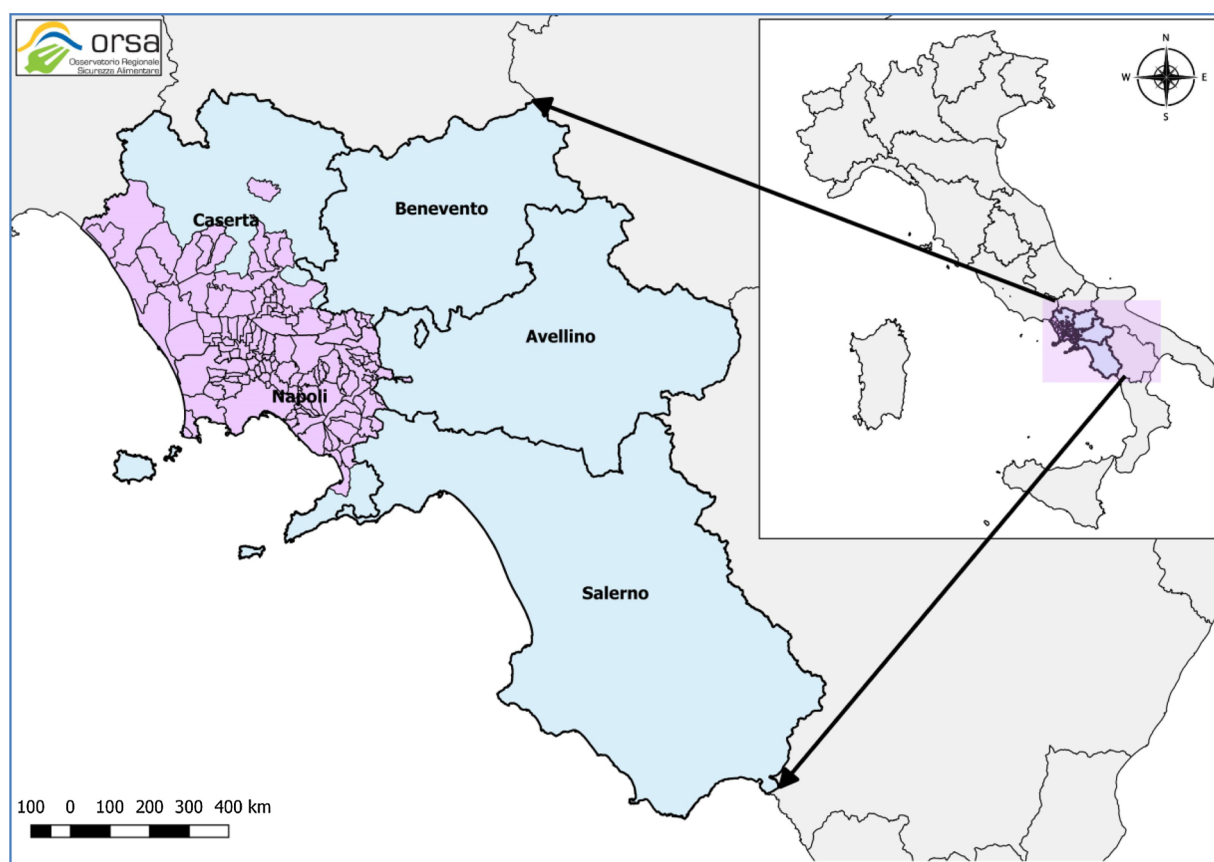 orsa
Osservatorio Regionale
Sicurezza Alimentare
N
W
E
S
Caserta
Benevento
Avellino
Napoli
Salerno
100 0 100 200 300 400 km